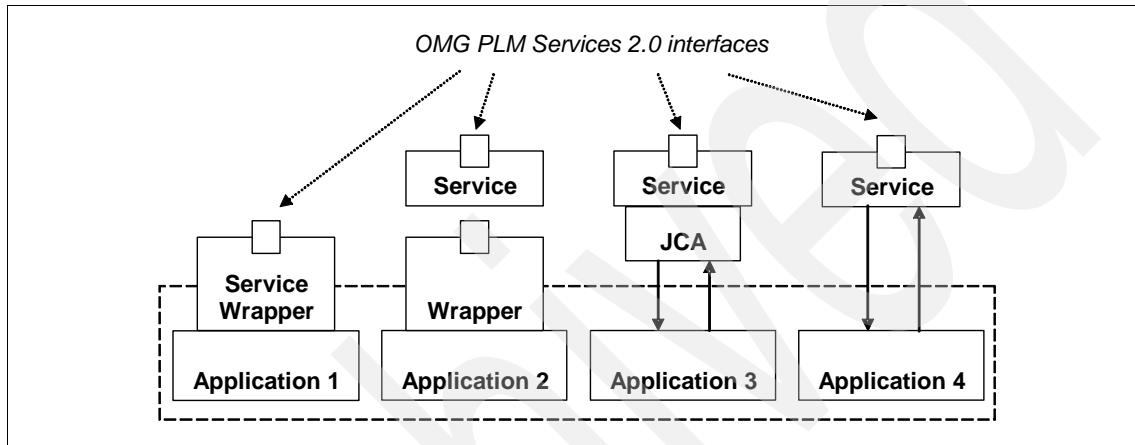 OMG PLM Services 2.0 interfaces
Service
Service
Service
JCA
Service
Wrapper
Wrapper
Application 1
Application 2
Application 3
Application 4